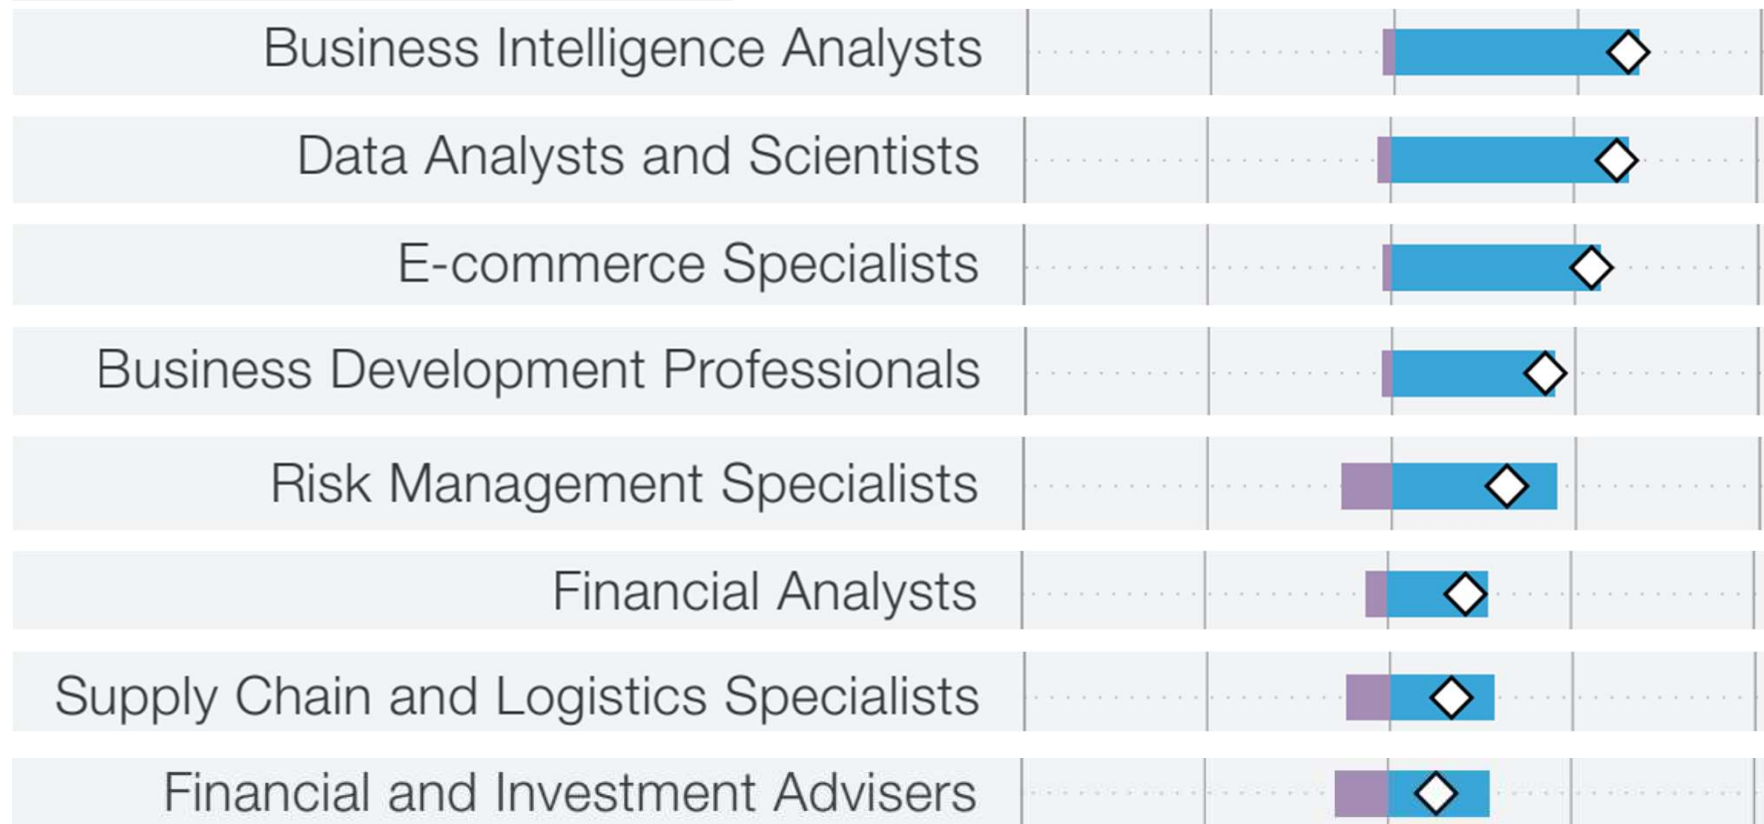 Business Intelligence Analysts
Data Analysts and Scientists
E-commerce Specialists
Business Development Professionals
Risk Management Specialists
Financial Analysts
Supply Chain and Logistics Specialists
Financial and Investment Advisers